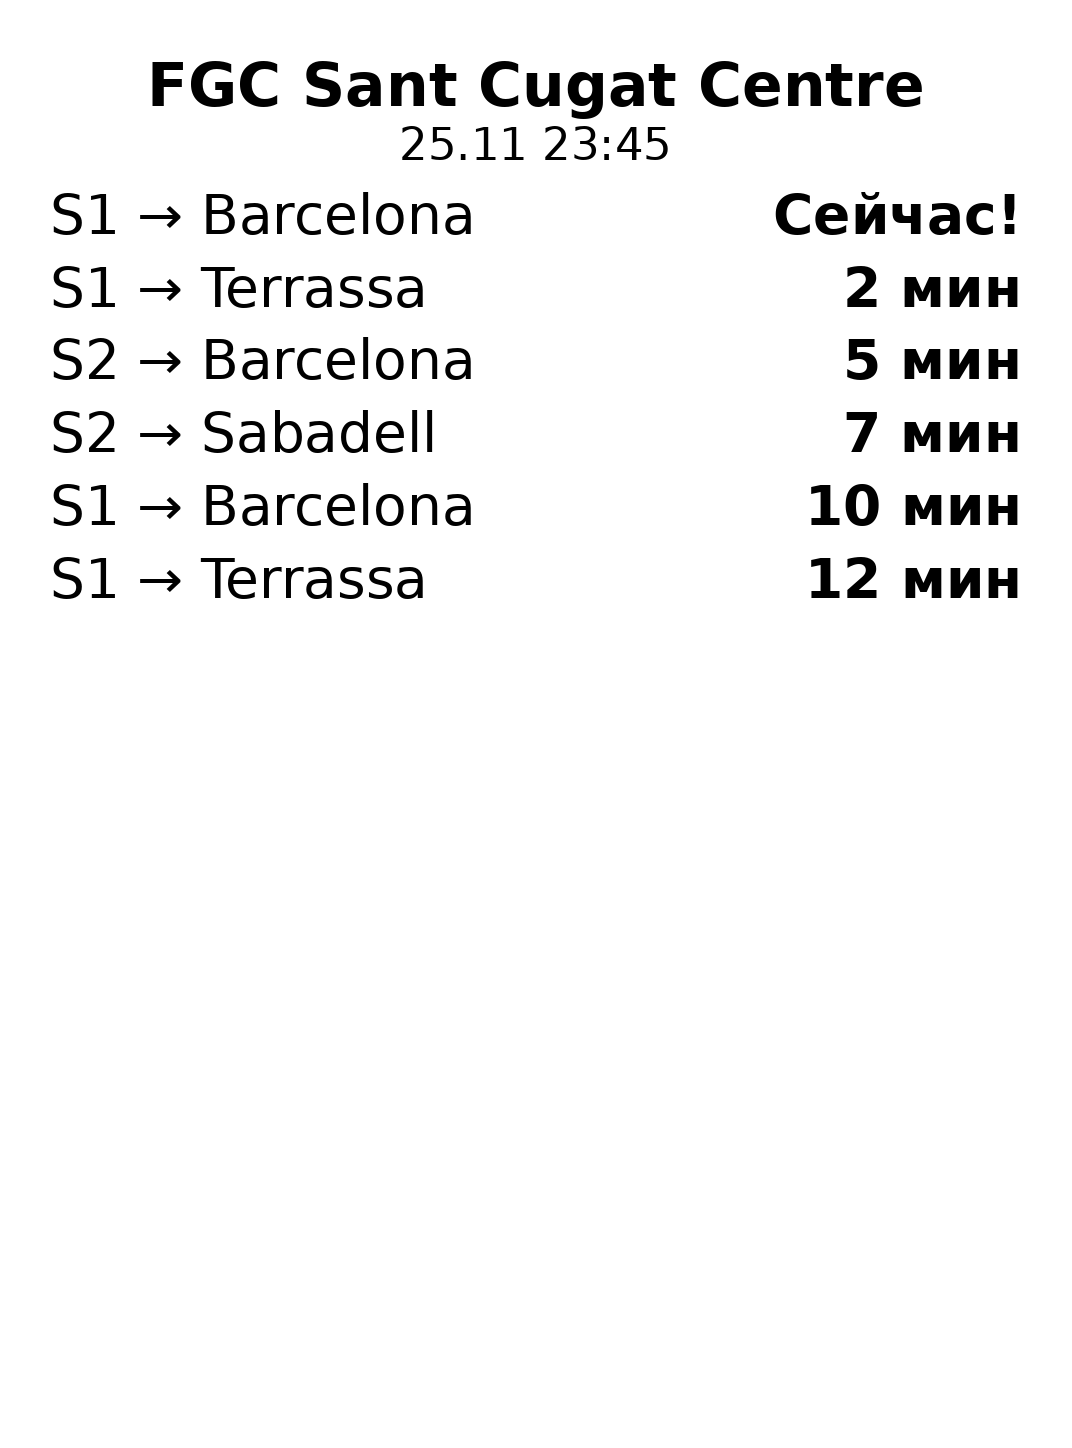 FGC Sant Cugat Centre
25.11 23:45
S1 → Barcelona Сейчас!
S1 → Terrassa 2 мин
S2 → Barcelona 5 мин
S2 → Sabadell 7 мин
S1 → Barcelona 10 мин
S1 → Terrassa 12 мин